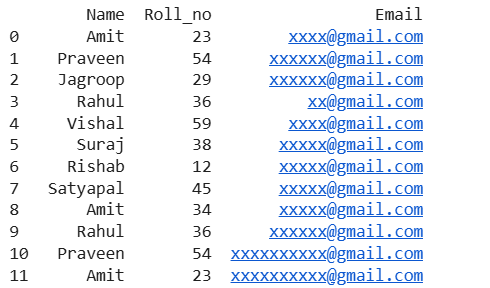 Name Roll_no Email
0 Amit 23 xxxx@gmail.com
1 Praveen 54 xxxxxx@gmail.com
2 Jagroop 29 xxxxxx@gmail.com
3 Rahul 36 xx@gmail.com
4 Vishal 59 xxxx@gmail.com
5 Suraj 38 xxxxx@gmail.com
6 Rishab 12 xxxxx@gmail.com
7 Satyapal 45 xxxxx@gmail.com
8 Amit 34 xxxxx@gmail.com
9 Rahul 36 xxxxxx@gmail.com
10 Praveen 54 xxxxxxxxxx@gmail.com
11 Amit 23 xxxxxxxxxx@gmail.com